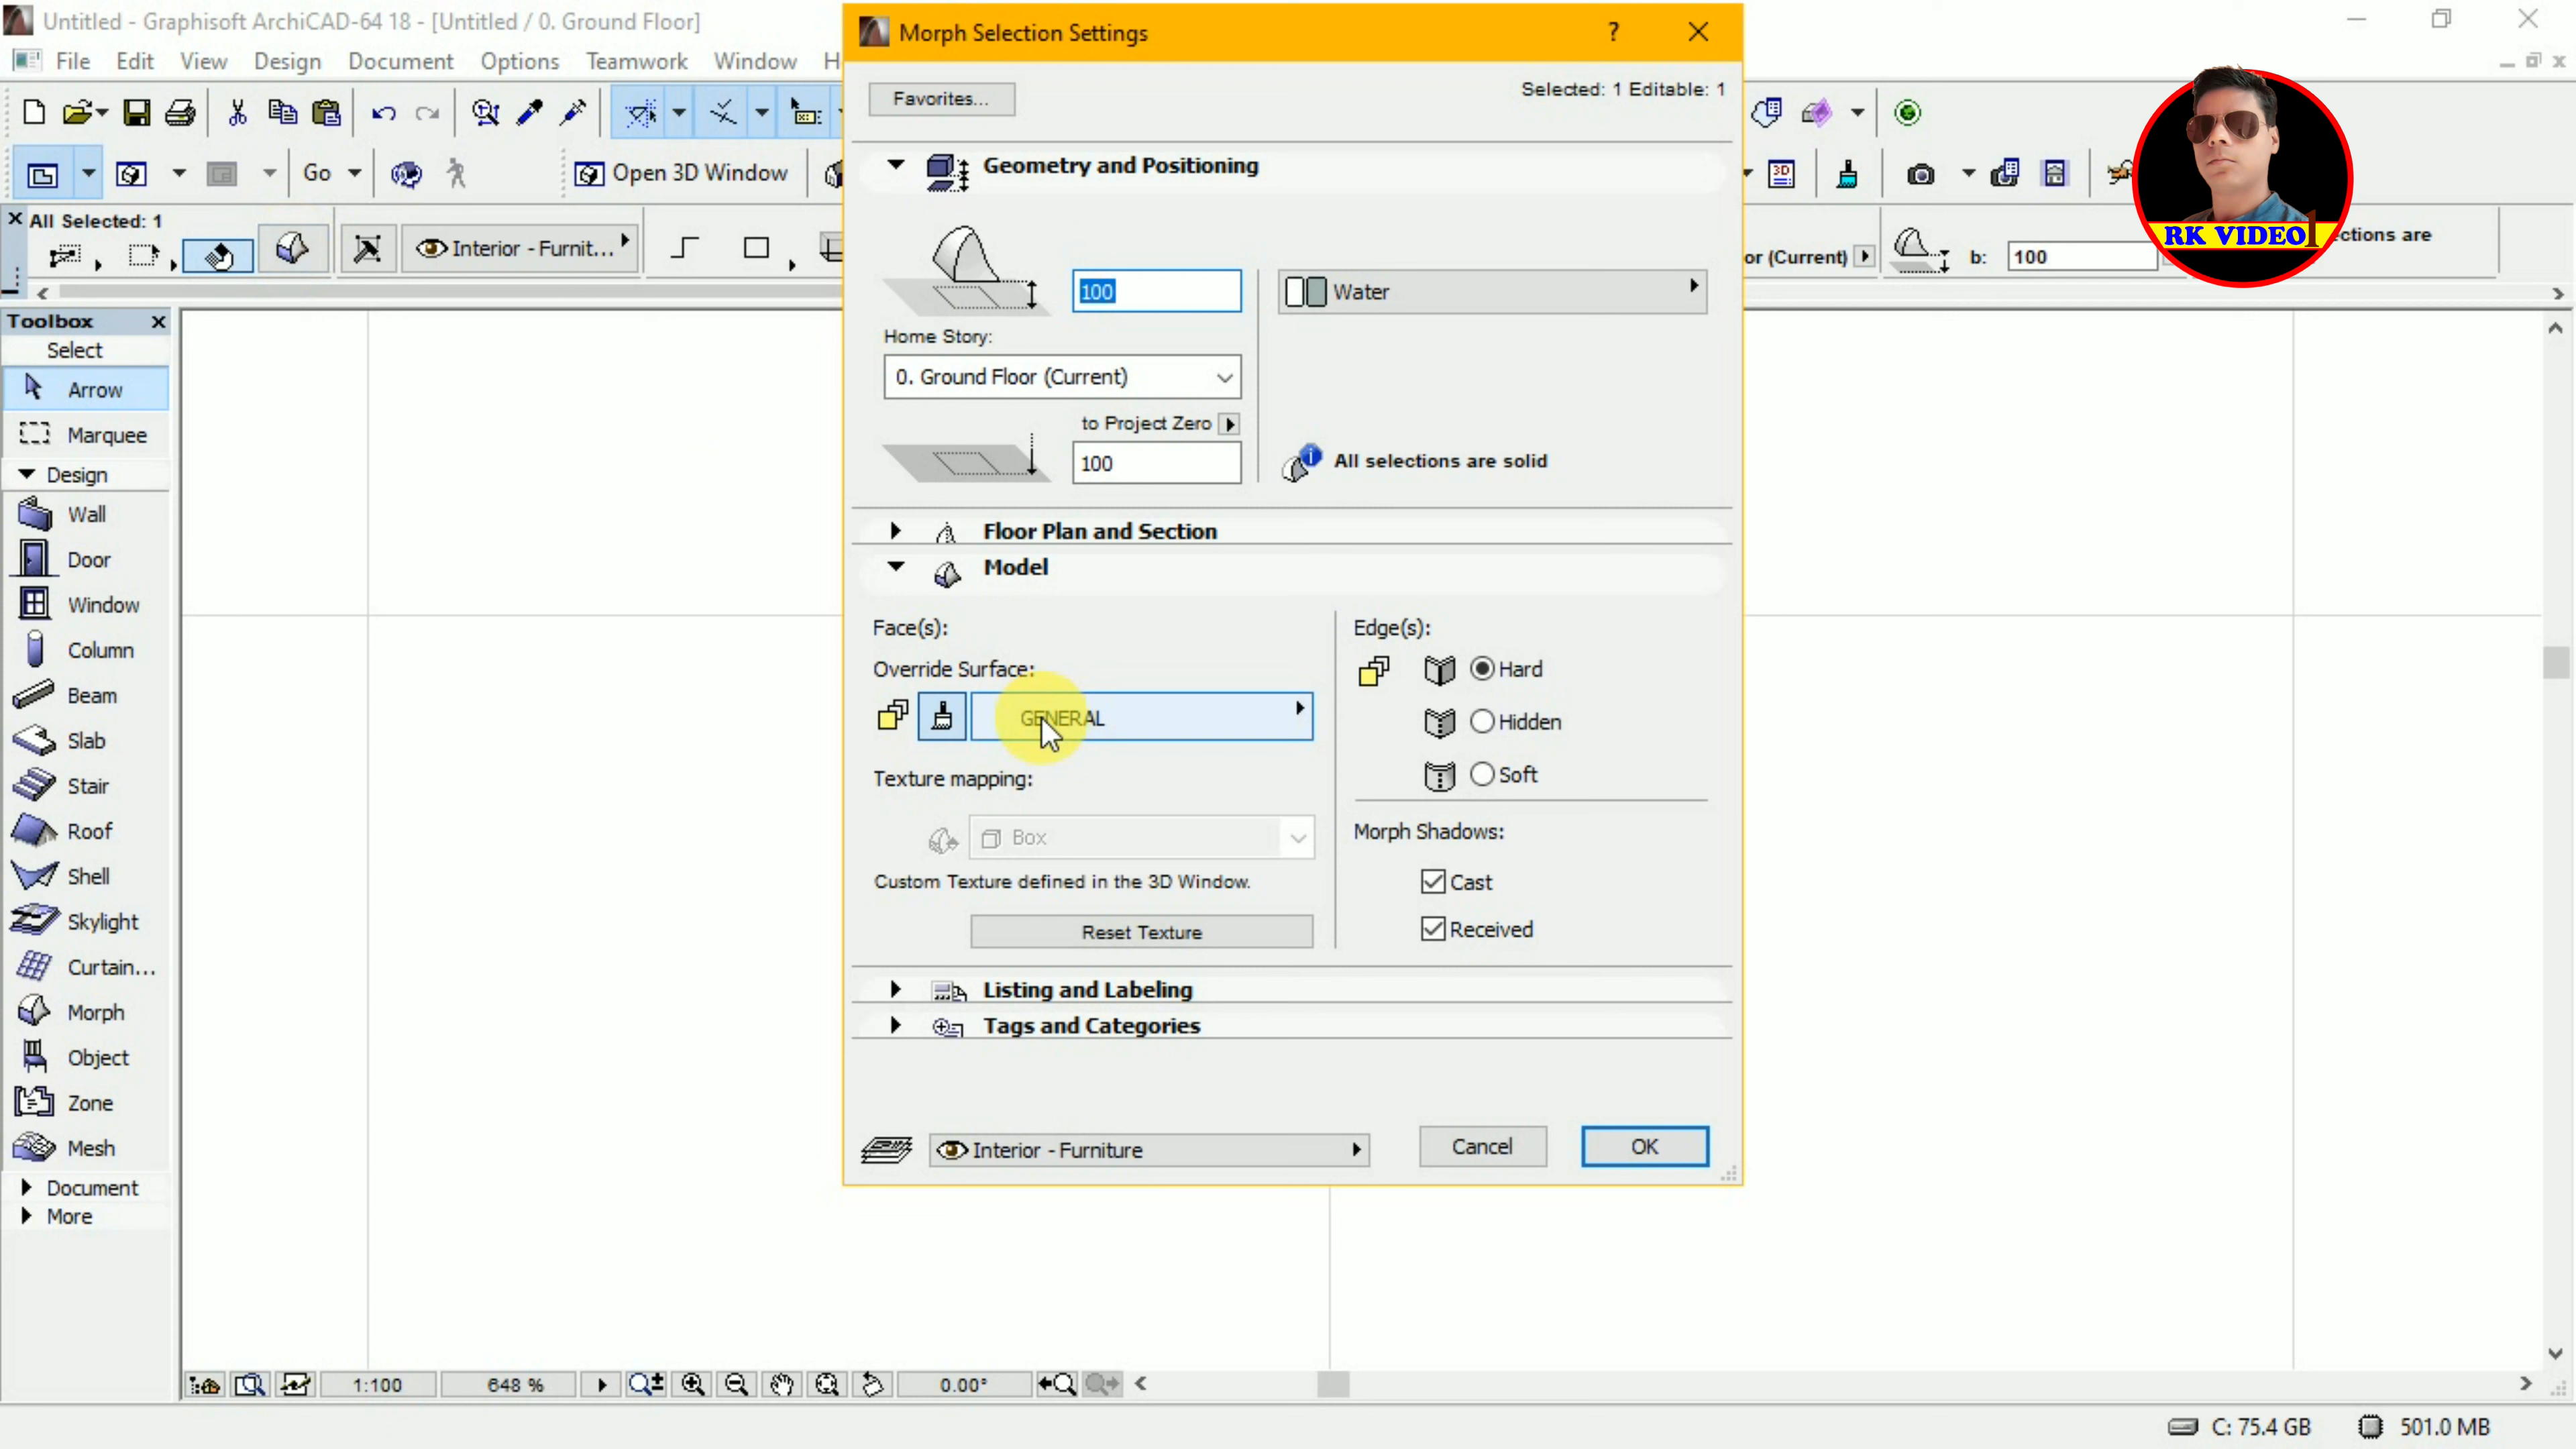 Untitled - Graphisoft ArchiCAD-64 18 - [Untitled / 0. Ground Floor]
File Edit View Design Document Options Teamwork Window H
Go Open 3D Window
All Selected: 1
Interior - Furnit...
Toolbox
Select
Arrow
Marquee
Design
Wall
Door
Window
Column
Beam
Slab
Stair
Roof
Shell
Skylight
Curtain...
Morph
Object
Zone
Mesh
Document
More
Morph Selection Settings
Favorites...
Selected: 1 Editable: 1
Geometry and Positioning
100
Water
Home Story:
0. Ground Floor (Current)
to Project Zero
100
All selections are solid
Floor Plan and Section
Model
Face(s):
Override Surface:
GENERAL
Texture mapping:
Box
Custom Texture defined in the 3D Window.
Reset Texture
Edge(s):
Hard
Hidden
Soft
Morph Shadows:
Cast
Received
Listing and Labeling
Tags and Categories
Interior - Furniture
Cancel OK
3D
or (Current)
b: 100
ctions are
RK VIDEO1
1:100 648 % 0.00°
C: 75.4 GB 501.0 MB